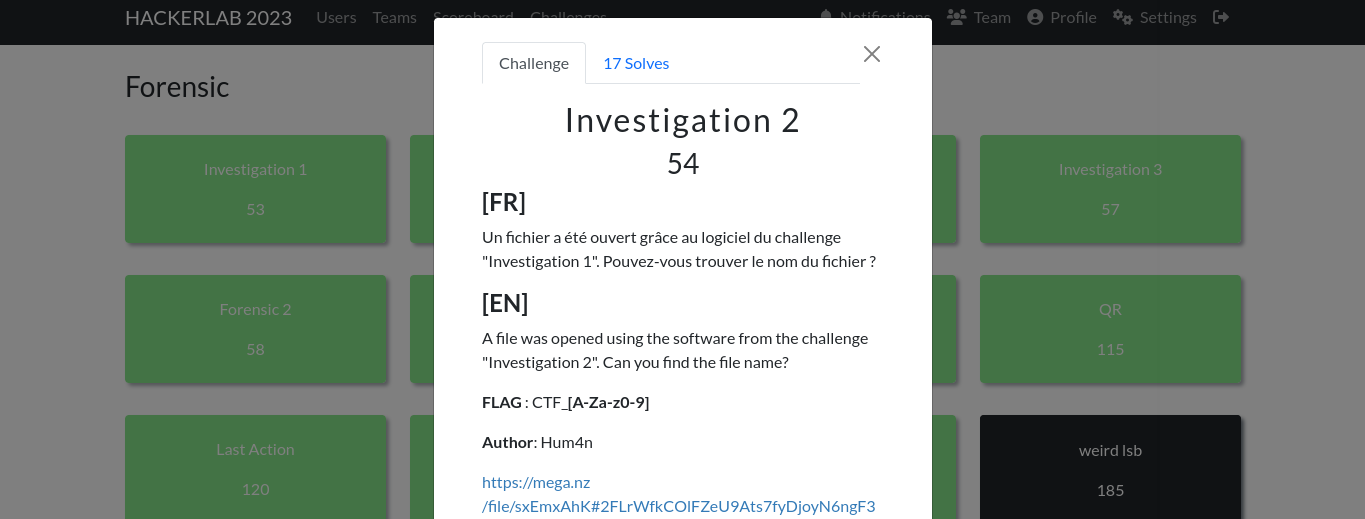 HACKERLAB 2023 Users Teams Scoreboard Challenges Notifications Team Profile Settings
Challenge 17 Solves
Forensic
Investigation 2
54
Investigation 1
53
Investigation 3
57
[FR]
Un fichier a été ouvert grâce au logiciel du challenge
"Investigation 1". Pouvez-vous trouver le nom du fichier ?
[EN]
A file was opened using the software from the challenge
"Investigation 2". Can you find the file name?
Forensic 2
58
QR
115
FLAG : CTF_[A-Za-z0-9]
Author: Hum4n
Last Action
120
weird lsb
185
https://mega.nz
/file/sxEmxAhK#2FLrWfkCOlFZeU9Ats7fyDjoyN6ngF3